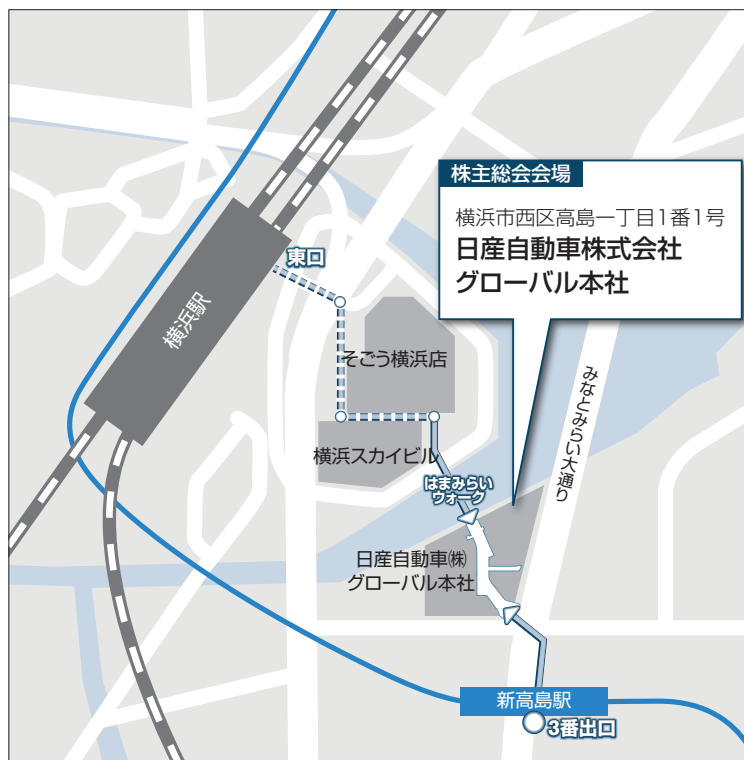 株主総会会場
横浜市西区高島一丁目1番1号
日産自動車株式会社
グローバル本社
東口
横浜駅
そごう横浜店
みなとみらい大通り
横浜スカイビル
はまみらい
ウォーク
日産自動車㈱
グローバル本社
新高島駅
3番出口